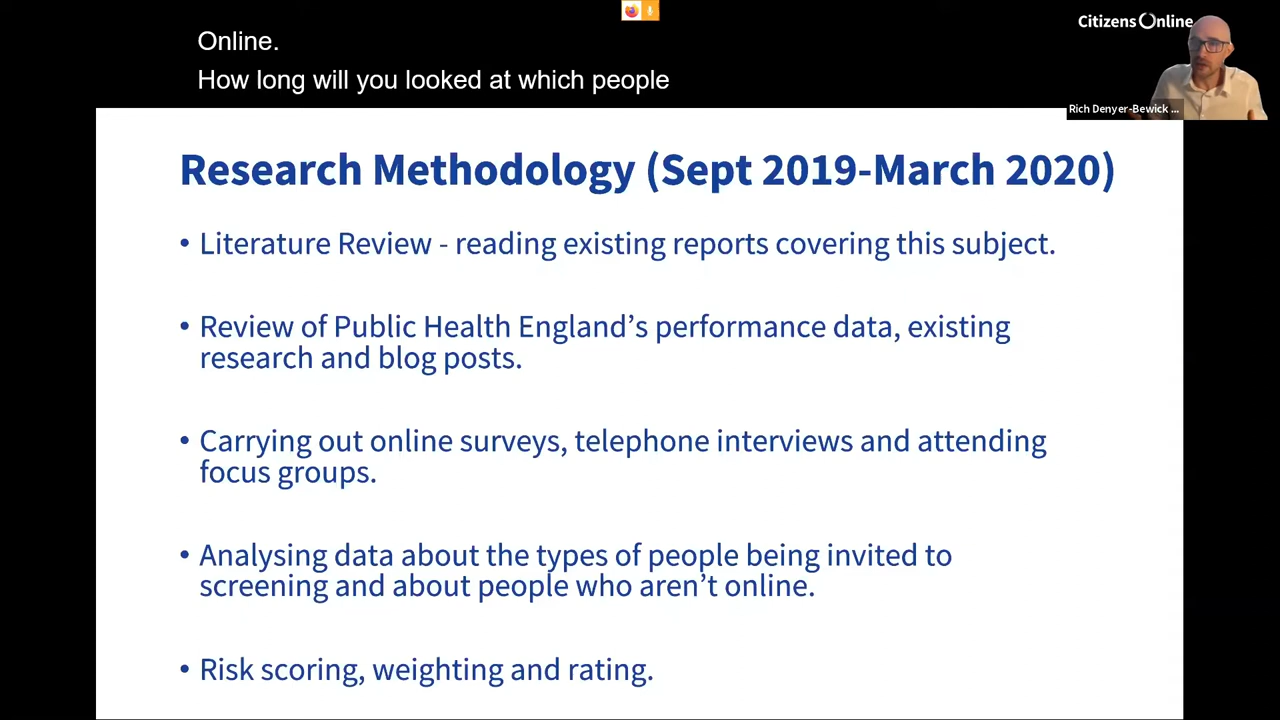 Online.
How long will you looked at which people
Citizens Online
Rich Denyer-Bewick ...
Research Methodology (Sept 2019-March 2020)
• Literature Review - reading existing reports covering this subject.
• Review of Public Health England’s performance data, existing
research and blog posts.
• Carrying out online surveys, telephone interviews and attending
focus groups.
• Analysing data about the types of people being invited to
screening and about people who aren’t online.
• Risk scoring, weighting and rating.